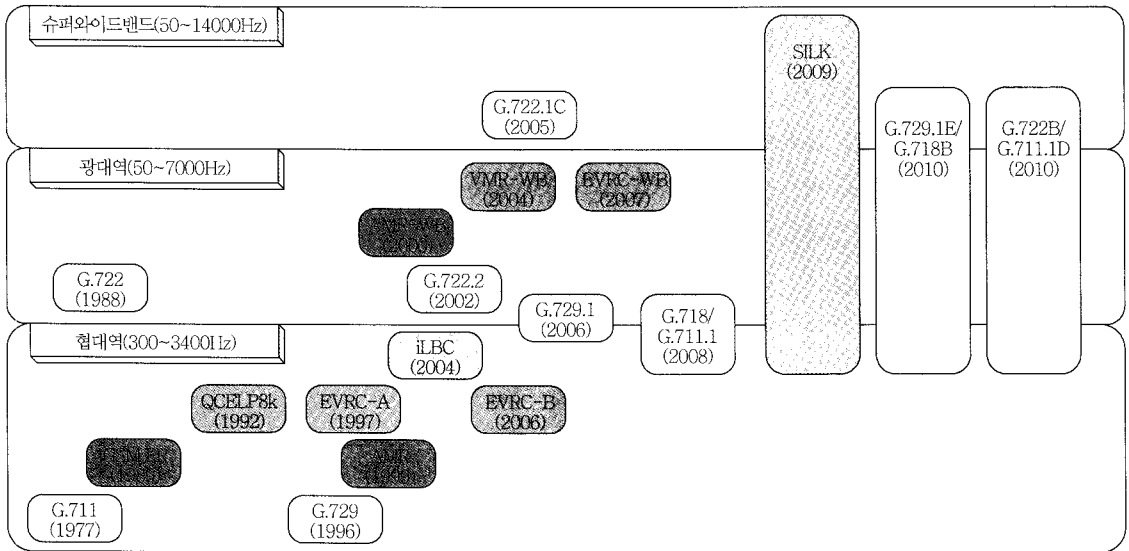 슈퍼와이드밴드(50~14000Hz)
SILK
(2009)
G.722.1C
(2005)
G.729.1E/
G.718B
(2010)
G.722B/
G.711.1D
(2010)
광대역(50~7000Hz)
VMR-WB
(2004)
EVRC-WB
(2007)
G.722
(1988)
G.722.2
(2002)
G.729.1
(2006)
G.718/
G.711.1
(2008)
협대역(300~3400Hz)
iLBC
(2004)
QCELP8k
(1992)
EVRC-A
(1997)
EVRC-B
(2006)
AMR
G.711
(1977)
G.729
(1996)